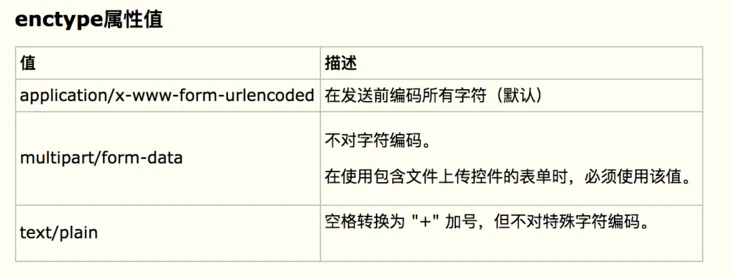 enctype属性值
值 描述
application/x-www-form-urlencoded 在发送前编码所有字符（默认）
multipart/form-data 不对字符编码。
在使用包含文件上传控件的表单时，必须使用该值。
text/plain 空格转换为 "+" 加号，但不对特殊字符编码。